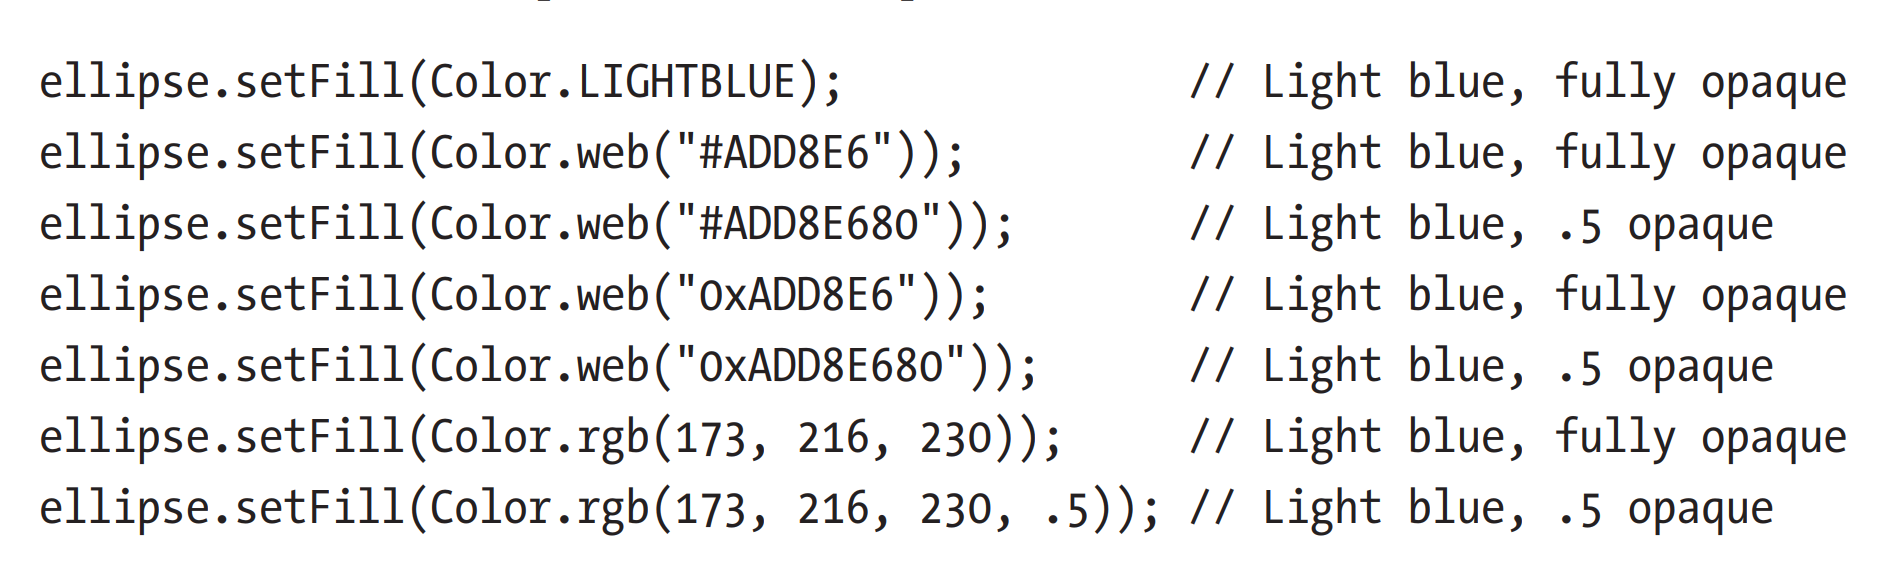 ellipse.setFill(Color.LIGHTBLUE); // Light blue, fully opaque
ellipse.setFill(Color.web("#ADD8E6")); // Light blue, fully opaque
ellipse.setFill(Color.web("#ADD8E680")); // Light blue, .5 opaque
ellipse.setFill(Color.web("0xADD8E6")); // Light blue, fully opaque
ellipse.setFill(Color.web("0xADD8E680")); // Light blue, .5 opaque
ellipse.setFill(Color.rgb(173, 216, 230)); // Light blue, fully opaque
ellipse.setFill(Color.rgb(173, 216, 230, .5)); // Light blue, .5 opaque